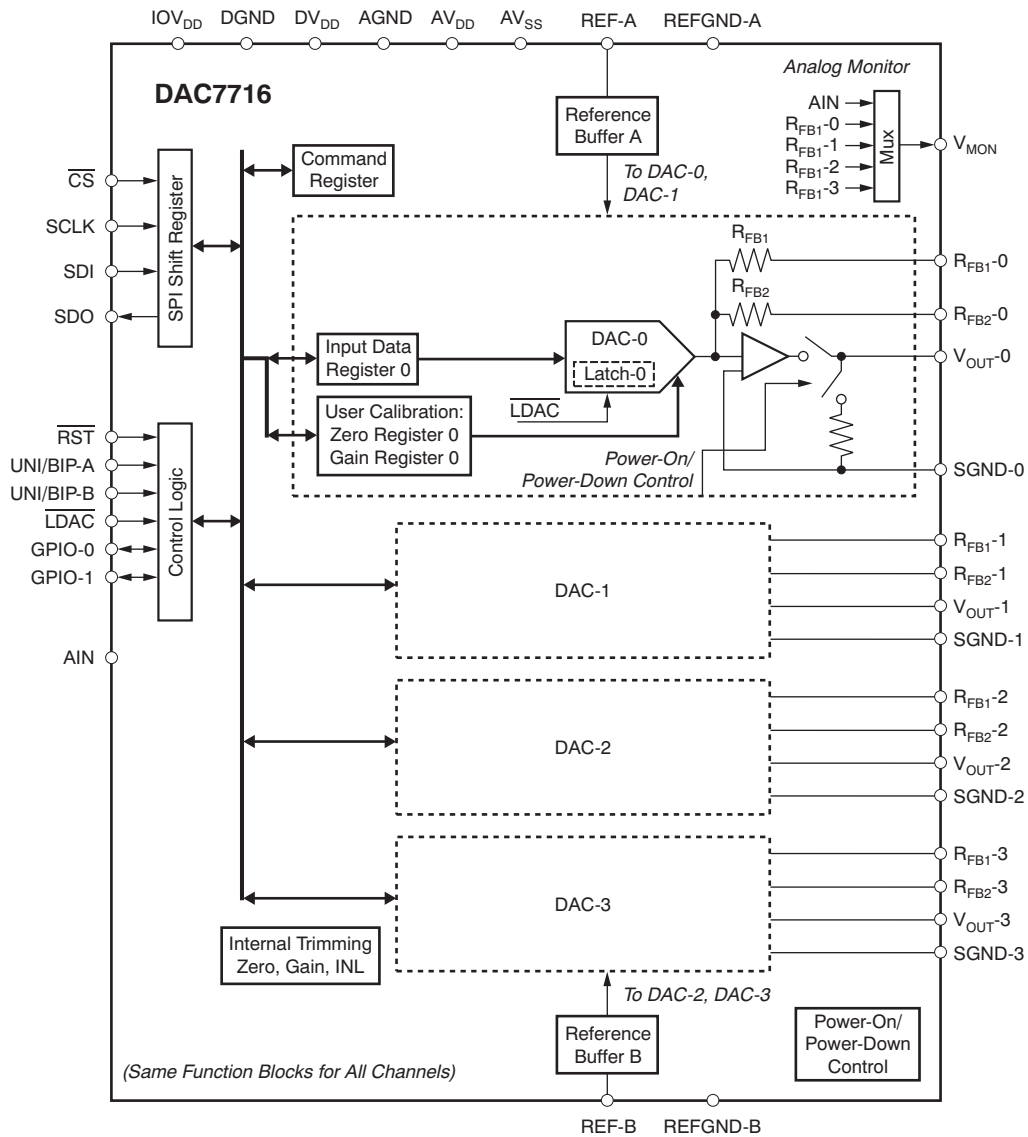 IOVDD DGND DVDD AGND AVDD AVSS REF-A REFGND-A
DAC7716
Analog Monitor
Reference
Buffer A
AIN
RFB1-0
RFB1-1
RFB1-2
RFB1-3
Mux
VMON
To DAC-0,
DAC-1
Command
Register
CS
SCLK
SDI
SDO
SPI Shift Register
RFB1
RFB2
RFB1-0
RFB2-0
VOUT-0
SGND-0
Input Data
Register 0
DAC-0
Latch-0
LDAC
User Calibration:
Zero Register 0
Gain Register 0
Power-On/
Power-Down Control
RST
UNI/BIP-A
UNI/BIP-B
LDAC
GPIO-0
GPIO-1
Control Logic
AIN
DAC-1
RFB1-1
RFB2-1
VOUT-1
SGND-1
DAC-2
RFB1-2
RFB2-2
VOUT-2
SGND-2
DAC-3
RFB1-3
RFB2-3
VOUT-3
SGND-3
Internal Trimming
Zero, Gain, INL
To DAC-2, DAC-3
Reference
Buffer B
Power-On/
Power-Down
Control
(Same Function Blocks for All Channels)
REF-B REFGND-B